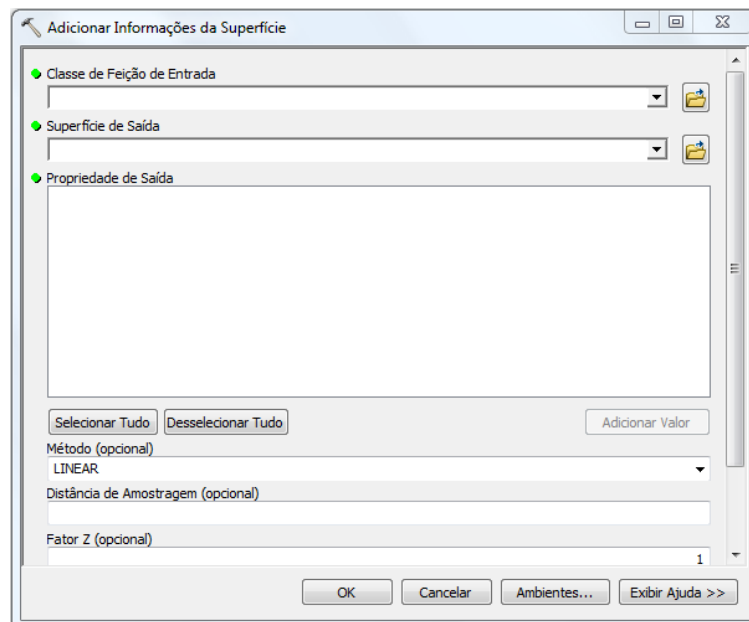 Adicionar Informações da Superfície
Classe de Feição de Entrada
Superfície de Saída
Propriedade de Saída
Selecionar Tudo Desselecionar Tudo Adicionar Valor
Método (opcional)
LINEAR
Distância de Amostragem (opcional)
Fator Z (opcional)
1
OK Cancelar Ambientes... Exibir Ajuda >>